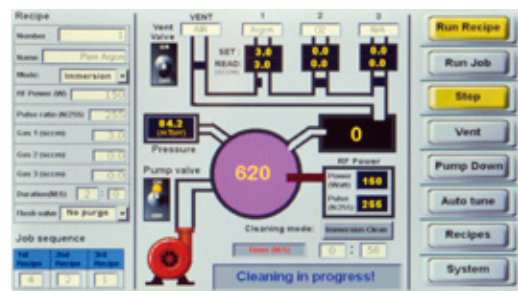 Recipe
Number 1
Name Pure Argon
Mode: Immersion
RF Power (W) 150
Pulse ratio (N/255) 255
Gas 1 (sccm) 3.0
Gas 2 (sccm) 0.0
Gas 3 (sccm) 0.0
Duration(M/S) 2 : 0
Flush valve No purge
Job sequence
1st Recipe
2nd Recipe
3rd Recipe
4 2 1
VENT 1 2 3
Vent Valve
AIR Argon O2 N/A
SET : 3.0 0.0 0.0
READ: 3.0 0.0 0.0
(sccm)
84.2
(mTorr)
Pressure
Pump valve
620
0
RF Power
Power (Watt) 150
Pulse (N/255) 255
Cleaning mode: Immersion Clean
Timer (M/S) 0 : 56
Cleaning in progress!
Run Recipe
Run Job
Stop
Vent
Pump Down
Auto tune
Recipes
System